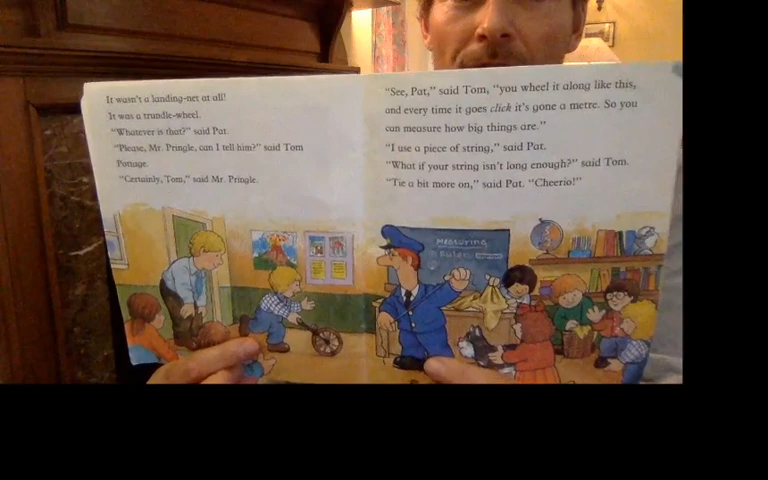 It wasn't a landing-net at all!
It was a trundle-wheel.
"Whatever is that?" said Pat.
"Please, Mr. Pringle, can I tell him?" said Tom
Pottage.
"Certainly, Tom," said Mr. Pringle.
"See, Pat," said Tom, "you wheel it along like this,
and every time it goes click it's gone a metre. So you
can measure how big things are."
"I use a piece of string," said Pat.
"What if your string isn't long enough?" said Tom.
"Tie a bit more on," said Pat. "Cheerio!"
Measuring
Ruler